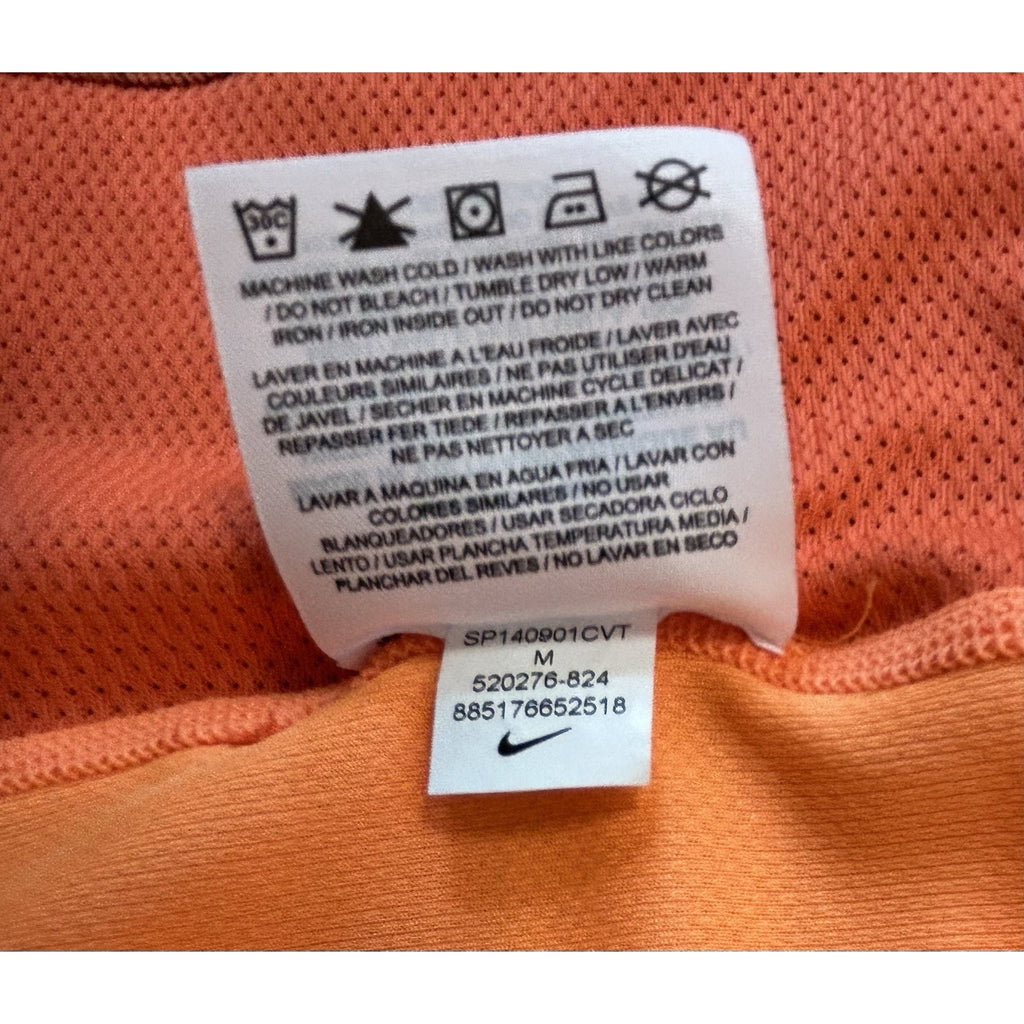 30C
MACHINE WASH COLD / WASH WITH LIKE COLORS
/ DO NOT BLEACH / TUMBLE DRY LOW / WARM
IRON / IRON INSIDE OUT / DO NOT DRY CLEAN
LAVER EN MACHINE A L'EAU FROIDE / LAVER AVEC
COULEURS SIMILAIRES / NE PAS UTILISER D'EAU
DE JAVEL / SECHER EN MACHINE CYCLE DELICAT /
REPASSER FER TIEDE / REPASSER A L'ENVERS /
NE PAS NETTOYER A SEC
LAVAR A MAQUINA EN AGUA FRIA / LAVAR CON
COLORES SIMILARES / NO USAR
BLANQUEADORES / USAR SECADORA CICLO
LENTO / USAR PLANCHA TEMPERATURA MEDIA /
PLANCHAR DEL REVES / NO LAVAR EN SECO
SP140901CVT
M
520276-824
885176652518